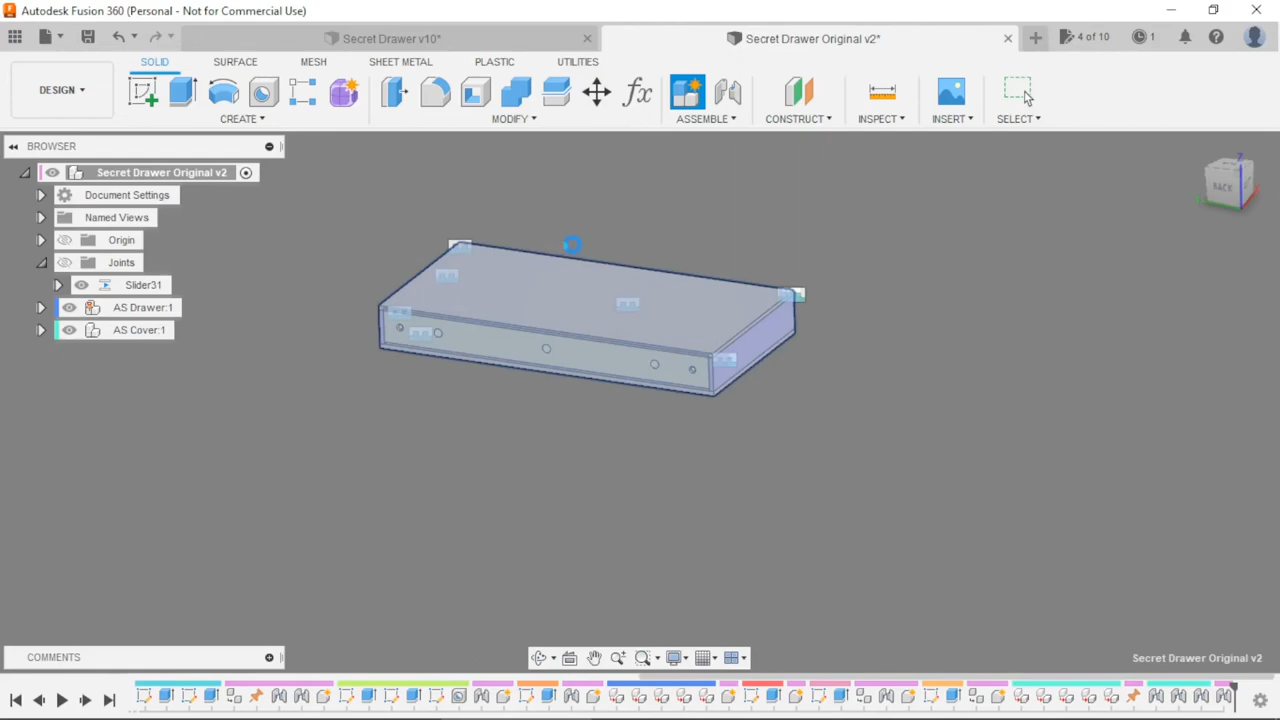 Autodesk Fusion 360 (Personal - Not for Commercial Use)
Secret Drawer v10*
Secret Drawer Original v2*
4 of 10
1
DESIGN
SOLID
SURFACE
MESH
SHEET METAL
PLASTIC
UTILITIES
CREATE
MODIFY
ASSEMBLE
CONSTRUCT
INSPECT
INSERT
SELECT
BROWSER
Secret Drawer Original v2
Document Settings
Named Views
Origin
Joints
Slider31
AS Drawer:1
AS Cover:1
BACK
Z
COMMENTS
Secret Drawer Original v2